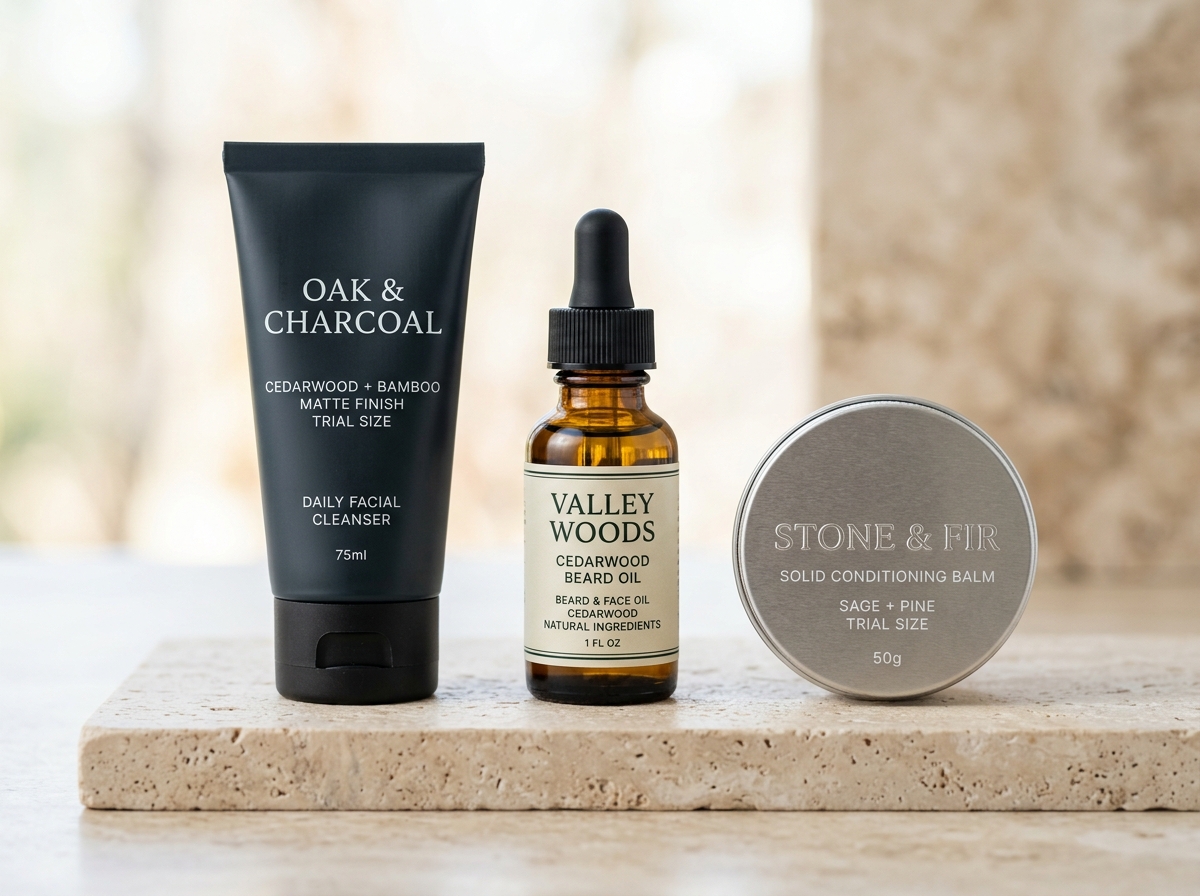 OAK &
CHARCOAL
CEDARWOOD + BAMBOO
MATTE FINISH
TRIAL SIZE
DAILY FACIAL
CLEANSER
75ml
VALLEY
WOODS
CEDARWOOD
BEARD OIL
BEARD & FACE OIL
CEDARWOOD
NATURAL INGREDIENTS
1 FL OZ
STONE & FIR
SOLID CONDITIONING BALM
SAGE + PINE
TRIAL SIZE
50g